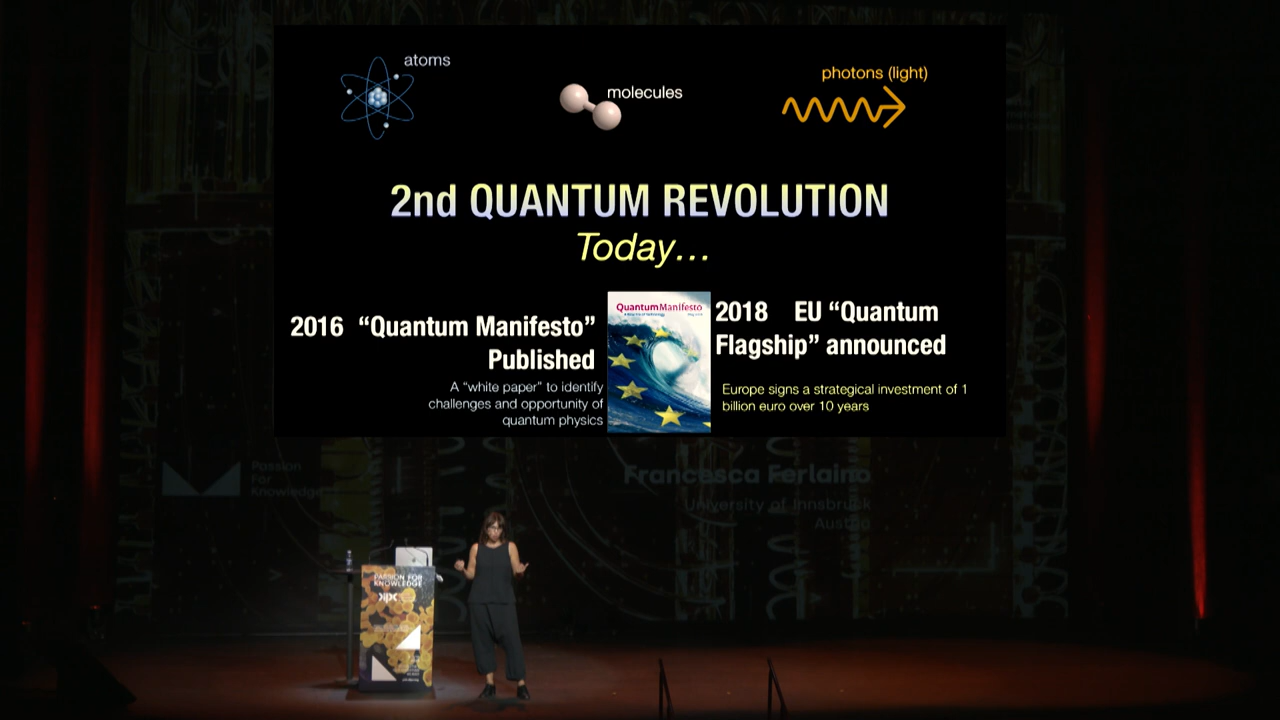 atoms
molecules
photons (light)
2nd QUANTUM REVOLUTION
Today...
2016 “Quantum Manifesto”
Published
A “white paper” to identify
challenges and opportunity of
quantum physics
QuantumManifesto
2018 EU “Quantum
Flagship” announced
Europe signs a strategical investment of 1
billion euro over 10 years
Passion
For
Knowledge
Francesca Ferlaino
University of Innsbruck
Austria
PASSION FOR
KNOWLEDGE
dipc